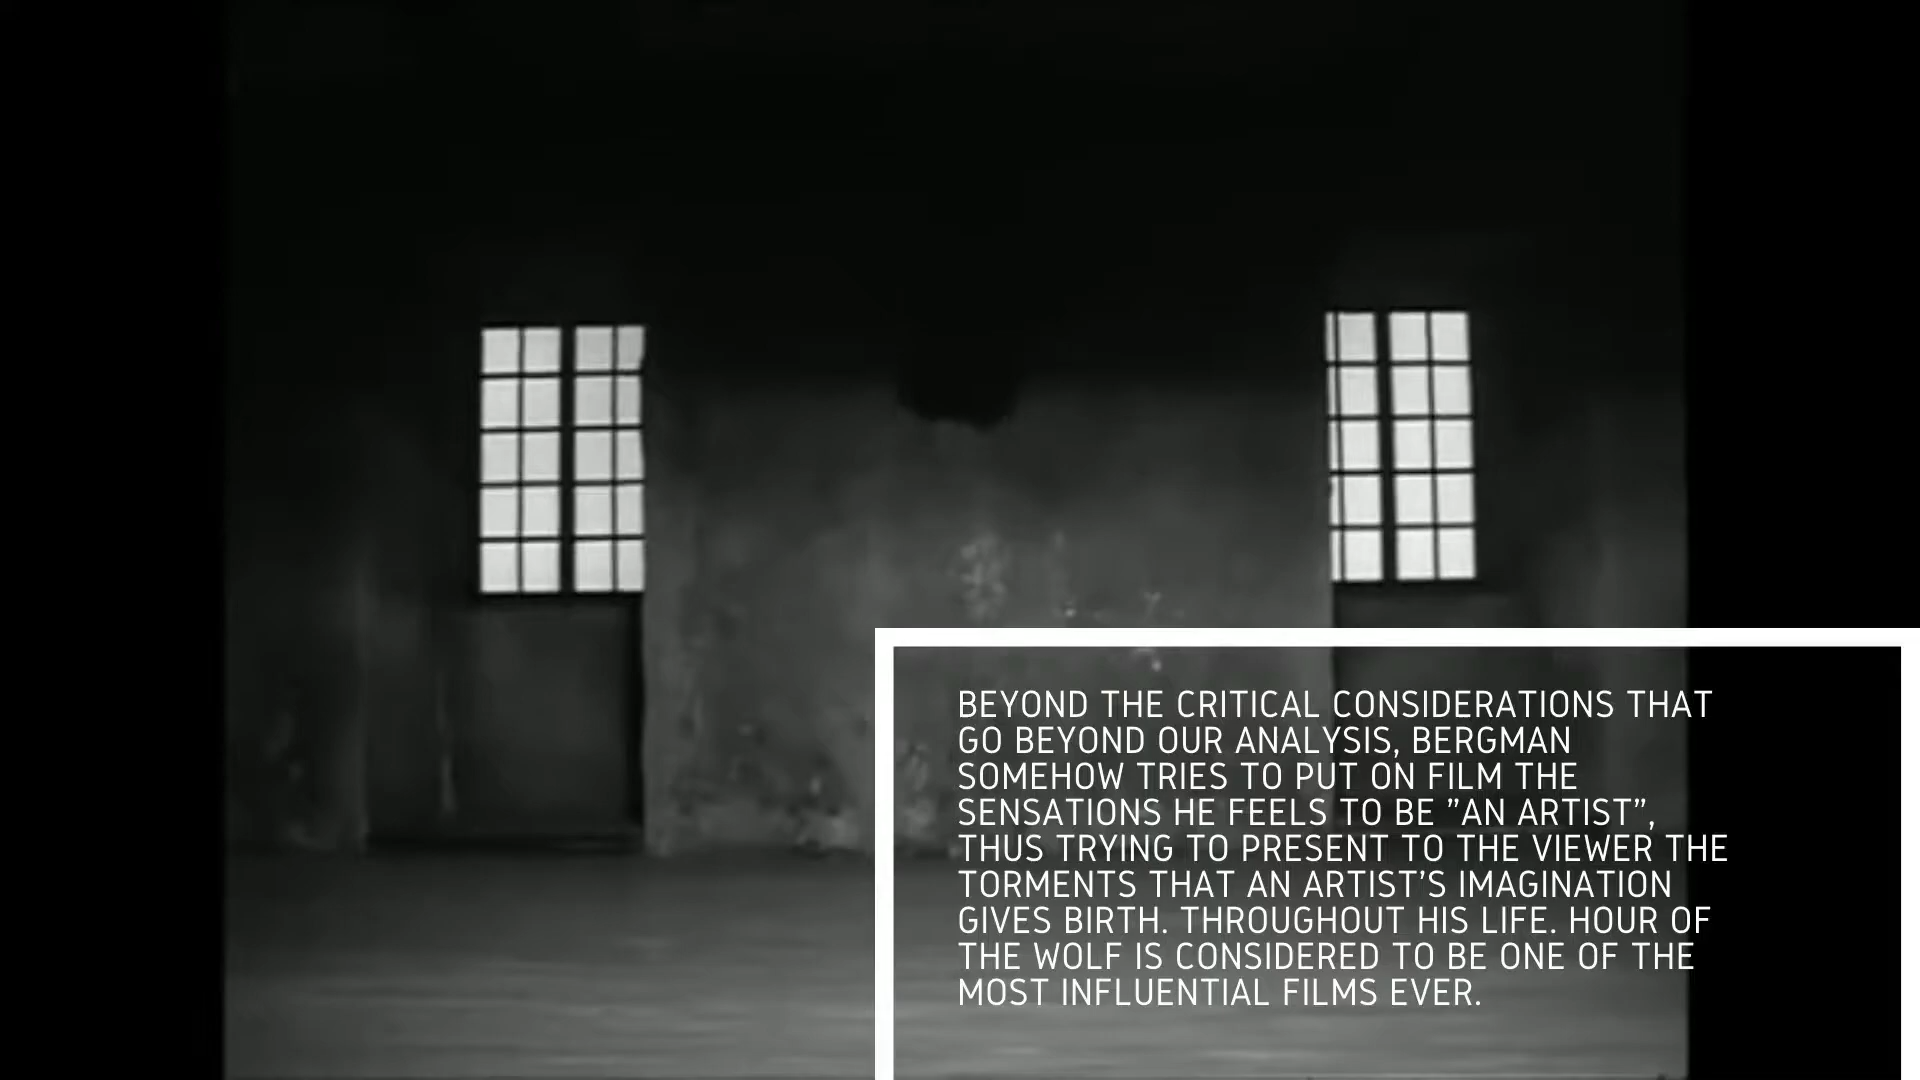 BEYOND THE CRITICAL CONSIDERATIONS THAT
GO BEYOND OUR ANALYSIS, BERGMAN
SOMEHOW TRIES TO PUT ON FILM THE
SENSATIONS HE FEELS TO BE ”AN ARTIST”,
THUS TRYING TO PRESENT TO THE VIEWER THE
TORMENTS THAT AN ARTIST’S IMAGINATION
GIVES BIRTH. THROUGHOUT HIS LIFE. HOUR OF
THE WOLF IS CONSIDERED TO BE ONE OF THE
MOST INFLUENTIAL FILMS EVER.